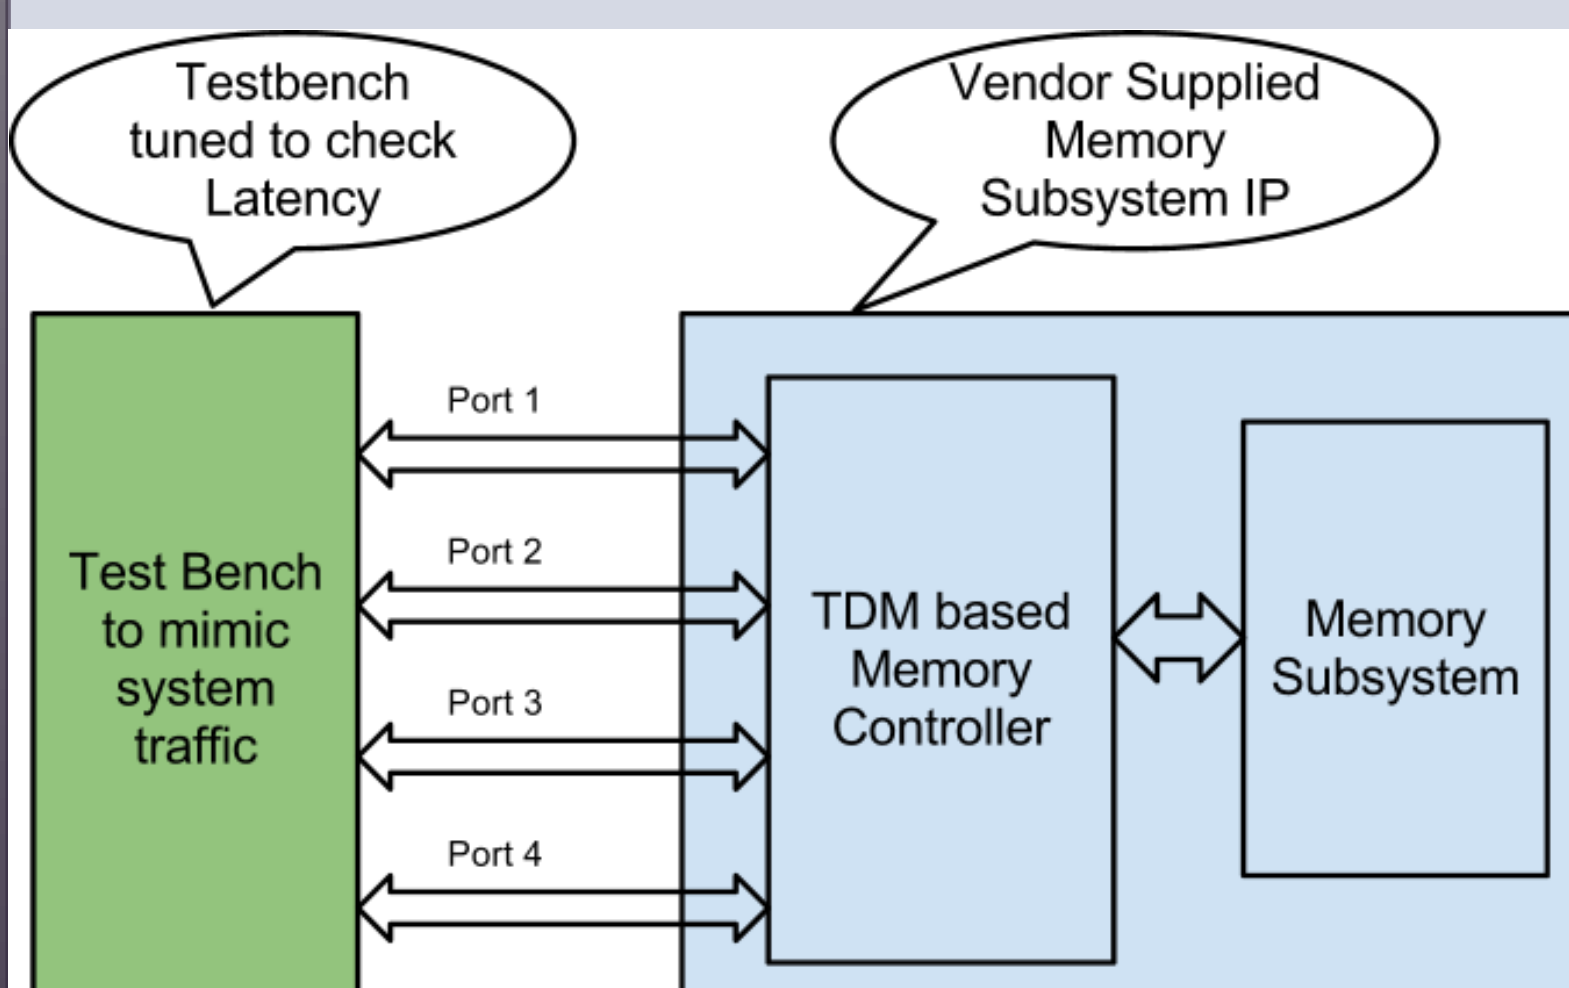 Testbench
tuned to check
Latency
Vendor Supplied
Memory
Subsystem IP
Port 1
Port 2
Port 3
Port 4
Test Bench
to mimic
system
traffic
TDM based
Memory
Controller
Memory
Subsystem